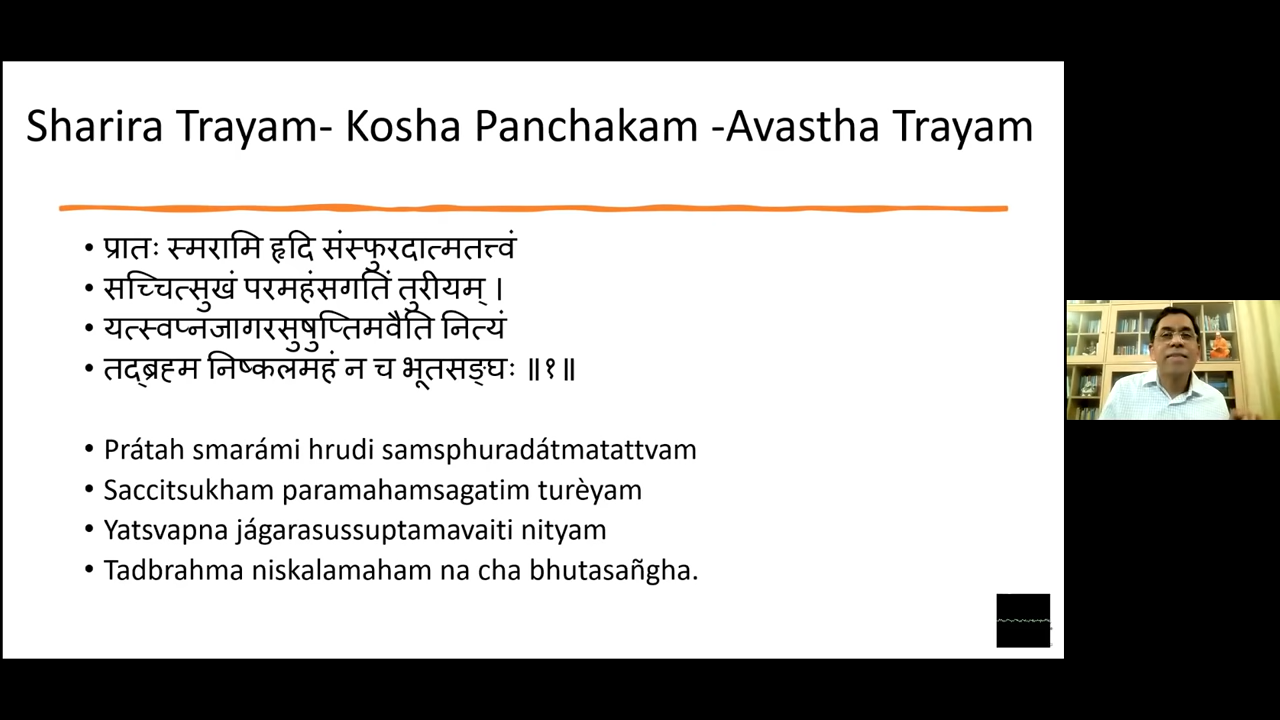 Sharira Trayam- Kosha Panchakam -Avastha Trayam
• प्रातः स्मरामि हृदि संस्फुरदात्मतत्त्वं
• सच्चित्सुखं परमहंसगतिं तुरीयम् ।
• यत्स्वप्नजागरसुषुप्तिमवैति नित्यं
• तद्ब्रह्म निष्कलमहं न च भूतसङ्घः ॥१॥
• Prátah smarámi hrudi samsphuradátmatattvam
• Saccitsukham paramahamsagatim turèyam
• Yatsvapna jágarasussuptamavaiti nityam
• Tadbrahma niskalamaham na cha bhutasañgha.